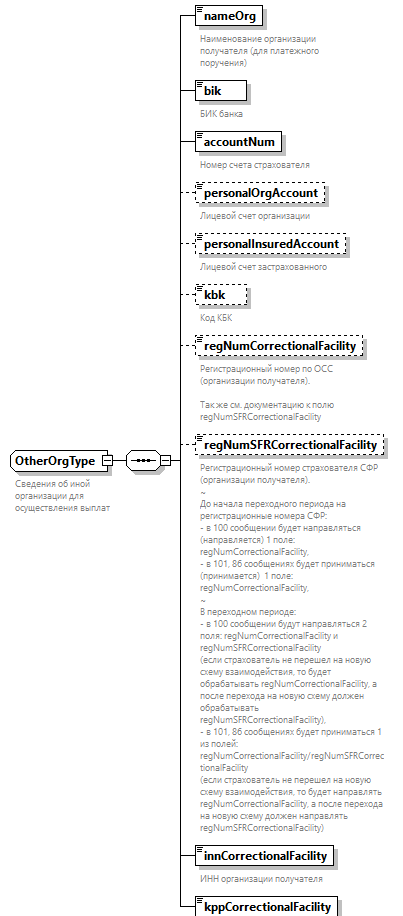 nameOrg
Наименование организации
получателя (для платежного
поручения)
bik
БИК банка
accountNum
Номер счета страхователя
personalOrgAccount
Лицевой счет организации
personalInsuredAccount
Лицевой счет застрахованного
kbk
Код КБК
regNumCorrectionalFacility
Регистрационный номер по ОСС
(организации получателя).
Так же см. документацию к полю
regNumSFRCorrectionalFacility
regNumSFRCorrectionalFacility
OtherOrgType
Сведения об иной
организации для
осуществления выплат
Регистрационный номер страхователя СФР
(организации получателя).
~
До начала переходного периода на
регистрационные номера СФР:
- в 100 сообщении будет направляться
(направляется) 1 поле:
regNumCorrectionalFacility,
- в 101, 86 сообщениях будет приниматься
(принимается)  1 поле:
regNumCorrectionalFacility,
~
В переходном периоде:
- в 100 сообщении будут направляться 2
поля: regNumCorrectionalFacility и
regNumSFRCorrectionalFacility
(если страхователь не перешел на новую
схему взаимодействия, то будет
обрабатывать regNumCorrectionalFacility, а
после перехода на новую схему должен
обрабатывать
regNumSFRCorrectionalFacility),
- в 101, 86 сообщениях будет приниматься 1
из полей:
regNumCorrectionalFacility/regNumSFRCorrec
tionalFacility
(если страхователь не перешел на новую
схему взаимодействия, то будет направлять
regNumCorrectionalFacility, а после перехода
на новую схему должен направлять
regNumSFRCorrectionalFacility)
innCorrectionalFacility
ИНН организации получателя
kppCorrectionalFacility